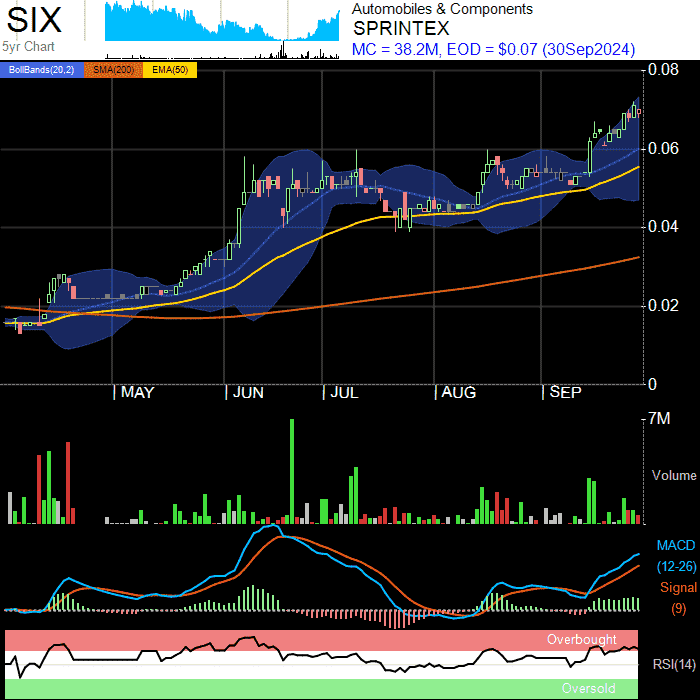 SIX
5yr Chart
Automobiles & Components
SPRINTEX
MC = 38.2M, EOD = $0.07 (30Sep2024)
BollBands(20,2) SMA(200) EMA(50)
0.08
0.06
0.04
0.02
0
MAY JUN JUL AUG SEP
7M
Volume
MACD
(12-26)
Signal
(9)
Overbought
RSI(14)
Oversold